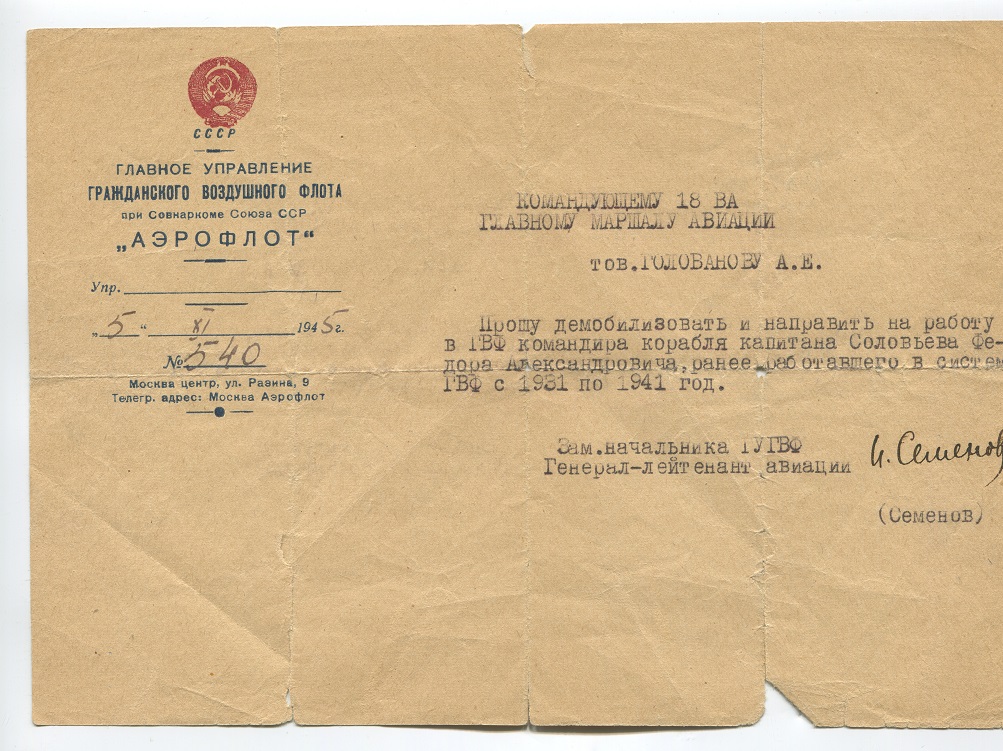 СССР
ГЛАВНОЕ УПРАВЛЕНИЕ
ГРАЖДАНСКОГО ВОЗДУШНОГО ФЛОТА
при Совнаркоме Союза ССР
„АЭРОФЛОТ“
Упр.
„5“ XI 1945г.
№ 540
Москва центр, ул. Разина, 9
Телегр. адрес: Москва Аэрофлот
КОМАНДУЮЩЕМУ 18 ВА
ГЛАВНОМУ МАРШАЛУ АВИАЦИИ
тов.ГОЛОВАНОВУ А.Е.
Прошу демобилизовать и направить на работу
в ГВФ командира корабля капитана Соловьева Фе-
дора Александровича,ранее работавшего в систем
ГВФ с 1931 по 1941 год.
Зам.начальника ГУГВФ
Генерал-лейтенант авиации
И. Семенов
(Семенов)